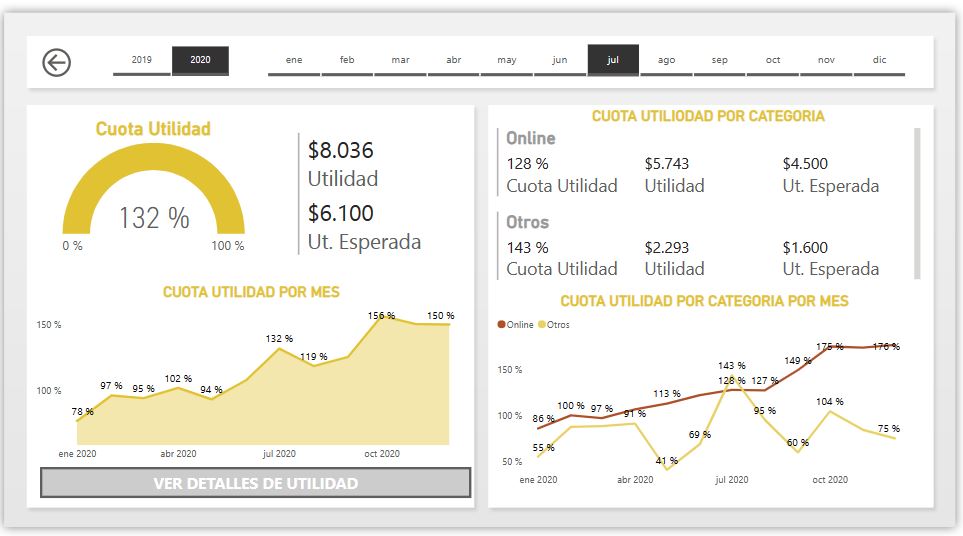 2019 2020 ene feb mar abr may jun jul ago sep oct nov dic
Cuota Utilidad
132 %
0 % 100 %
$8.036
Utilidad
$6.100
Ut. Esperada
CUOTA UTILIDAD POR MES
150 %
100 %
78 % 97 % 95 % 102 % 94 % 132 % 119 % 156 % 150 %
ene 2020 abr 2020 jul 2020 oct 2020
VER DETALLES DE UTILIDAD
CUOTA UTILIODAD POR CATEGORIA
Online
128 % $5.743 $4.500
Cuota Utilidad Utilidad Ut. Esperada
Otros
143 % $2.293 $1.600
Cuota Utilidad Utilidad Ut. Esperada
CUOTA UTILIDAD POR CATEGORIA POR MES
Online Otros
150 %
100 %
50 %
86 % 100 % 97 % 113 % 128 % 127 % 149 % 175 % 176 %
55 % 91 % 41 % 69 % 143 % 95 % 60 % 104 % 75 %
ene 2020 abr 2020 jul 2020 oct 2020